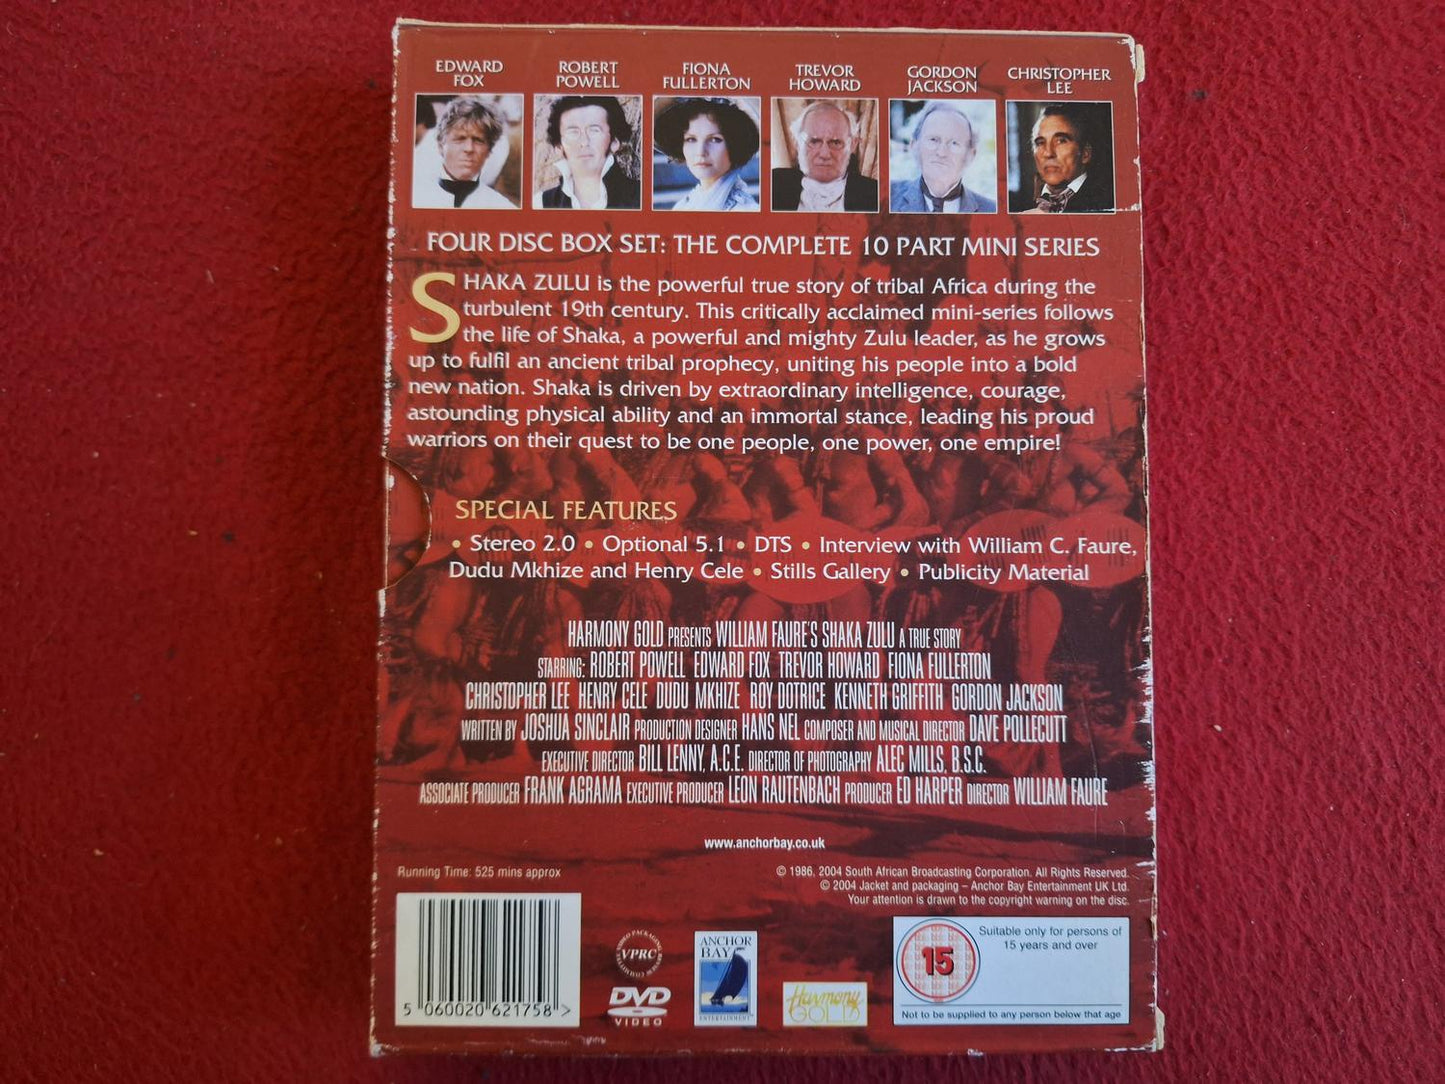 EDWARD FOX
ROBERT POWELL
FIONA FULLERTON
TREVOR HOWARD
GORDON JACKSON
CHRISTOPHER LEE
FOUR DISC BOX SET: THE COMPLETE 10 PART MINI SERIES
SHAKA ZULU is the powerful true story of tribal Africa during the
turbulent 19th century. This critically acclaimed mini-series follows
the life of Shaka, a powerful and mighty Zulu leader, as he grows
up to fulfil an ancient tribal prophecy, uniting his people into a bold
new nation. Shaka is driven by extraordinary intelligence, courage,
astounding physical ability and an immortal stance, leading his proud
warriors on their quest to be one people, one power, one empire!
SPECIAL FEATURES
• Stereo 2.0 • Optional 5.1 • DTS • Interview with William C. Faure,
Dudu Mkhize and Henry Cele • Stills Gallery • Publicity Material
HARMONY GOLD PRESENTS WILLIAM FAURE'S SHAKA ZULU A TRUE STORY
STARRING: ROBERT POWELL EDWARD FOX TREVOR HOWARD FIONA FULLERTON
CHRISTOPHER LEE HENRY CELE DUDU MKHIZE ROY DOTRICE KENNETH GRIFFITH GORDON JACKSON
WRITTEN BY JOSHUA SINCLAIR PRODUCTION DESIGNER HANS NEL COMPOSER AND MUSICAL DIRECTOR DAVE POLLECUTT
EXECUTIVE DIRECTOR BILL LENNY, A.C.E. DIRECTOR OF PHOTOGRAPHY ALEC MILLS, B.S.C.
ASSOCIATE PRODUCER FRANK AGRAMA EXECUTIVE PRODUCER LEON RAUTENBACH PRODUCER ED HARPER DIRECTOR WILLIAM FAURE
www.anchorbay.co.uk
Running Time: 525 mins approx
© 1986, 2004 South African Broadcasting Corporation. All Rights Reserved.
© 2004 Jacket and packaging – Anchor Bay Entertainment UK Ltd.
Your attention is drawn to the copyright warning on the disc.
5 060020 621758 >
VIDEO PACKAGING REVIEW COMMITTEE
VPRC
DVD
VIDEO
ANCHOR
BAY
ENTERTAINMENT
Harmony
GOLD
15
Suitable only for persons of
15 years and over
Not to be supplied to any person below that age